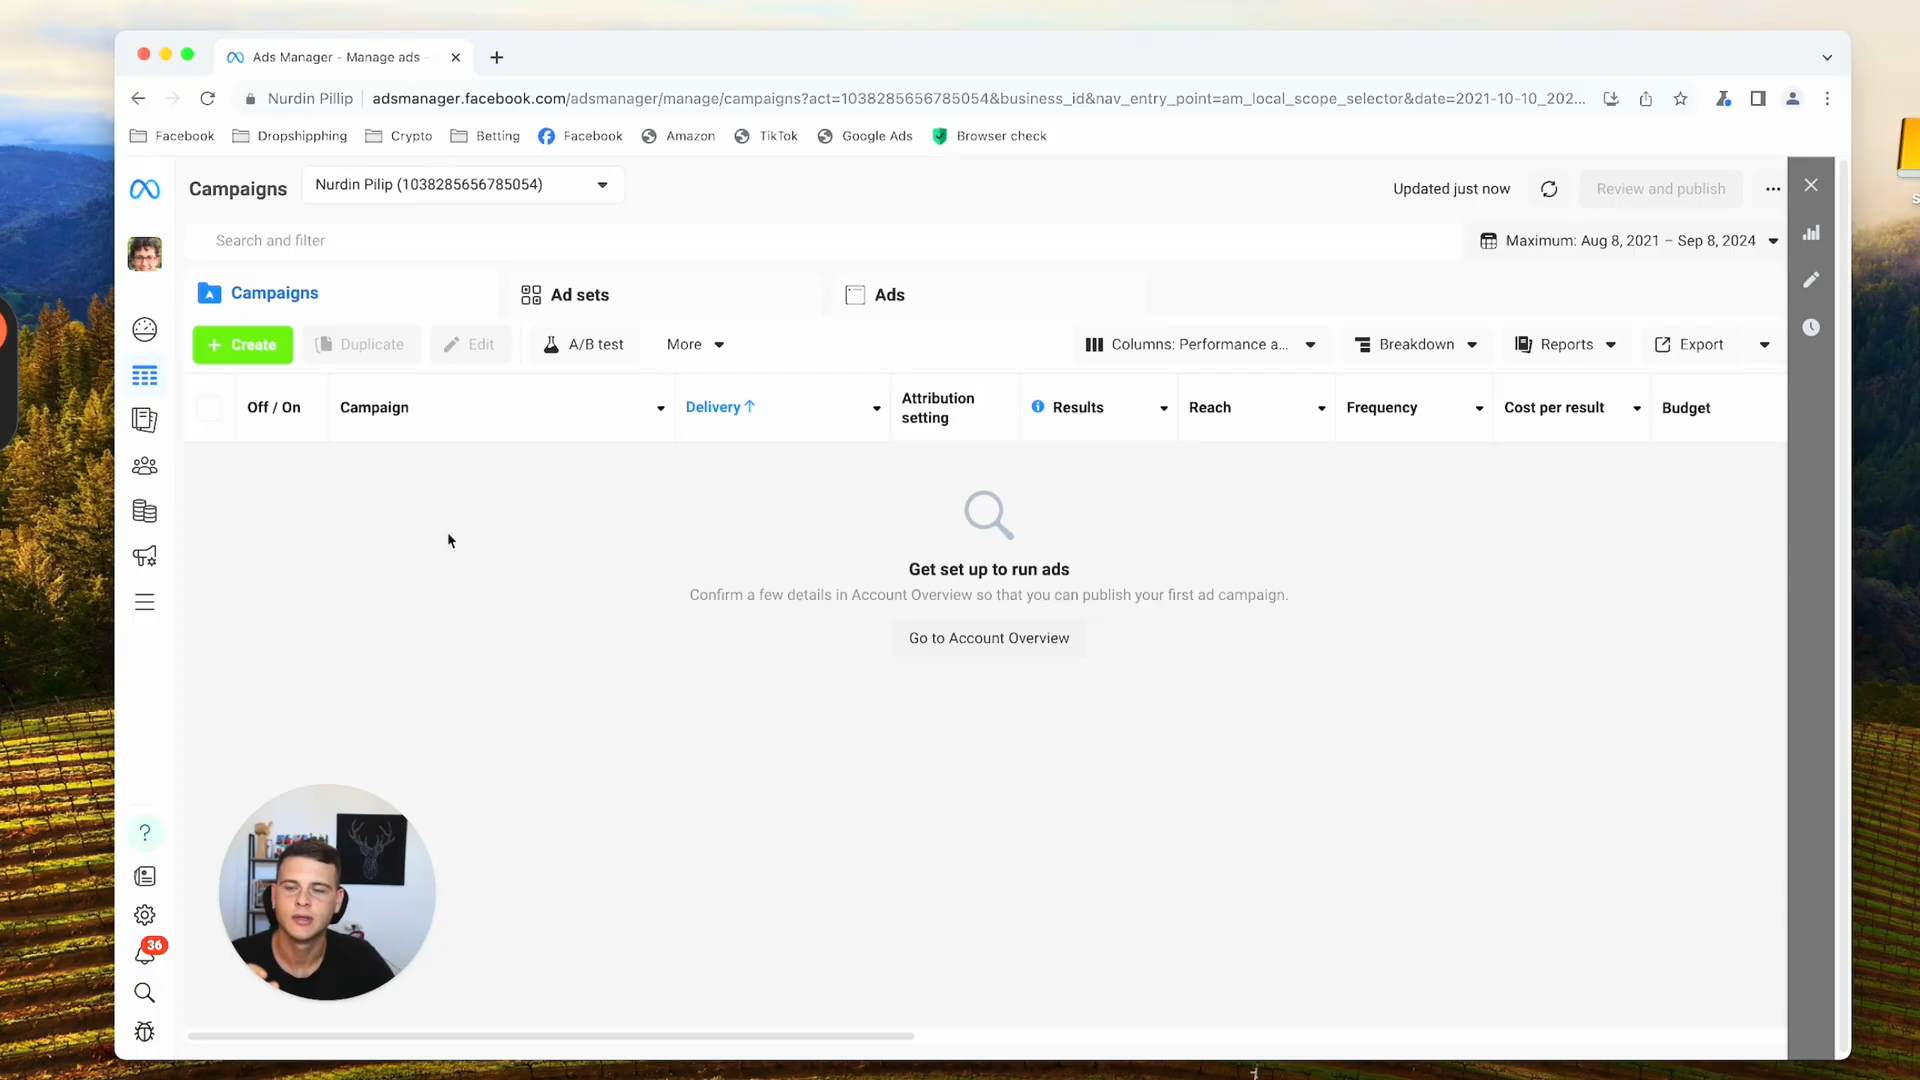 Ads Manager - Manage ads -
Nurdin Pillip
adsmanager.facebook.com/adsmanager/manage/campaigns?act=1038285656785054&business_id&nav_entry_point=am_local_scope_selector&date=2021-10-10_202...
Facebook Dropshipphing Crypto Betting Facebook Amazon TikTok Google Ads Browser check
Campaigns Nurdin Pilip (1038285656785054) Updated just now Review and publish
Search and filter Maximum: Aug 8, 2021 – Sep 8, 2024
Campaigns Ad sets Ads
+ Create Duplicate Edit A/B test More Columns: Performance a... Breakdown Reports Export
Off / On Campaign Delivery ↑ Attribution setting Results Reach Frequency Cost per result Budget
Get set up to run ads
Confirm a few details in Account Overview so that you can publish your first ad campaign.
Go to Account Overview
?
36